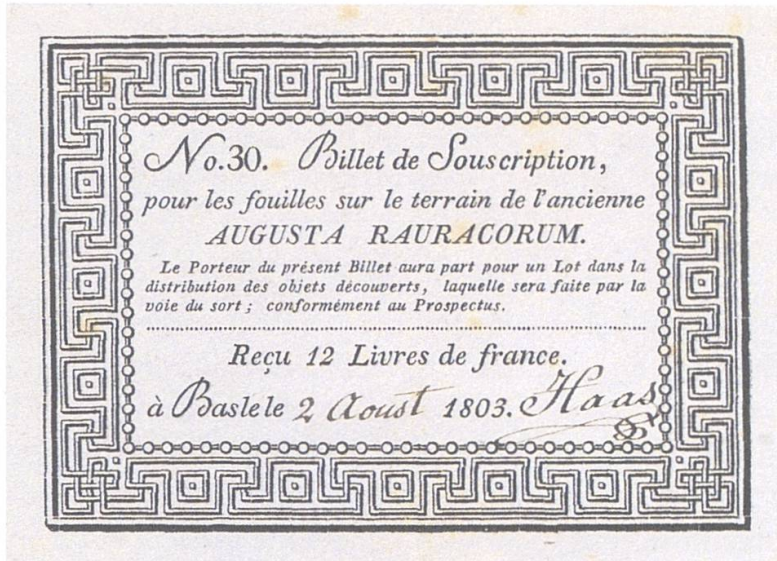 No. 30. Billet de Souscription,
pour les fouilles sur le terrain de l'ancienne
AUGUSTA RAURACORUM.
Le Porteur du présent Billet aura part pour un Lot dans la
distribution des objets découverts, laquelle sera faite par la
voie du sort; conformément au Prospectus.
Reçu 12 Livres de france.
à Basle le 2 Aoust 1803. Haas